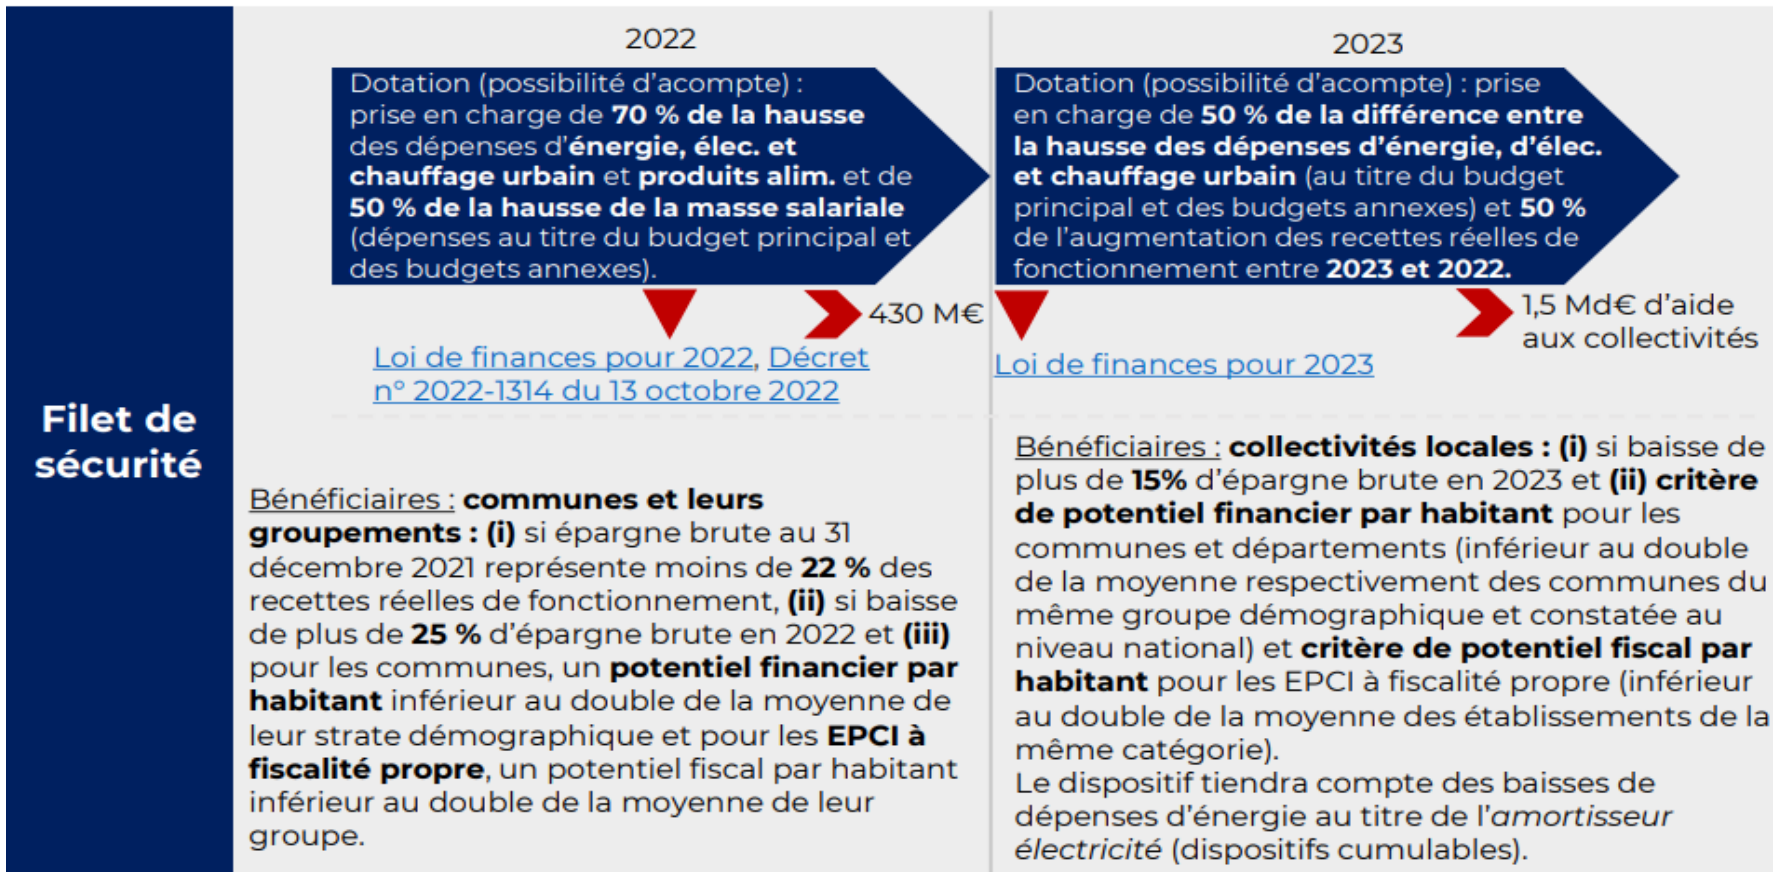 Filet de
sécurité
2022
Dotation (possibilité d'acompte) :
prise en charge de 70 % de la hausse
des dépenses d'énergie, élec. et
chauffage urbain et produits alim. et de
50 % de la hausse de la masse salariale
(dépenses au titre du budget principal et
des budgets annexes).
430 M€
Loi de finances pour 2022, Décret
n° 2022-1314 du 13 octobre 2022
Bénéficiaires : communes et leurs
groupements : (i) si épargne brute au 31
décembre 2021 représente moins de 22 % des
recettes réelles de fonctionnement, (ii) si baisse
de plus de 25 % d'épargne brute en 2022 et (iii)
pour les communes, un potentiel financier par
habitant inférieur au double de la moyenne de
leur strate démographique et pour les EPCI à
fiscalité propre, un potentiel fiscal par habitant
inférieur au double de la moyenne de leur
groupe.
2023
Dotation (possibilité d'acompte) : prise
en charge de 50 % de la différence entre
la hausse des dépenses d'énergie, d'élec.
et chauffage urbain (au titre du budget
principal et des budgets annexes) et 50 %
de l'augmentation des recettes réelles de
fonctionnement entre 2023 et 2022.
1,5 Md€ d'aide
aux collectivités
Loi de finances pour 2023
Bénéficiaires : collectivités locales : (i) si baisse de
plus de 15% d'épargne brute en 2023 et (ii) critère
de potentiel financier par habitant pour les
communes et départements (inférieur au double
de la moyenne respectivement des communes du
même groupe démographique et constatée au
niveau national) et critère de potentiel fiscal par
habitant pour les EPCI à fiscalité propre (inférieur
au double de la moyenne des établissements de la
même catégorie).
Le dispositif tiendra compte des baisses de
dépenses d'énergie au titre de l'amortisseur
électricité (dispositifs cumulables).